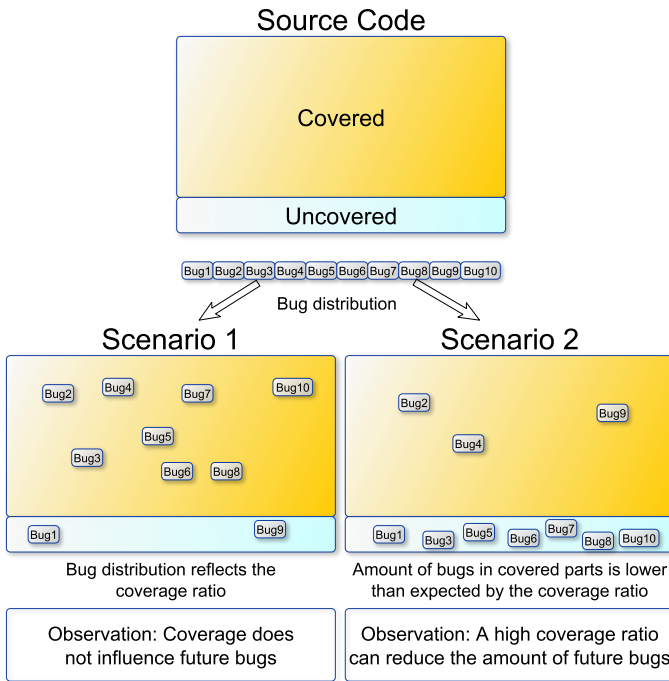 Source Code
Covered
Uncovered
Bug1 Bug2 Bug3 Bug4 Bug5 Bug6 Bug7 Bug8 Bug9 Bug10
Bug distribution
Scenario 1
Bug2 Bug4 Bug7 Bug10
Bug5
Bug3
Bug6 Bug8
Bug1 Bug9
Bug distribution reflects the
coverage ratio
Observation: Coverage does
not influence future bugs
Scenario 2
Bug2 Bug9
Bug4
Bug1 Bug3 Bug5 Bug6 Bug7 Bug8 Bug10
Amount of bugs in covered parts is lower
than expected by the coverage ratio
Observation: A high coverage ratio
can reduce the amount of future bugs